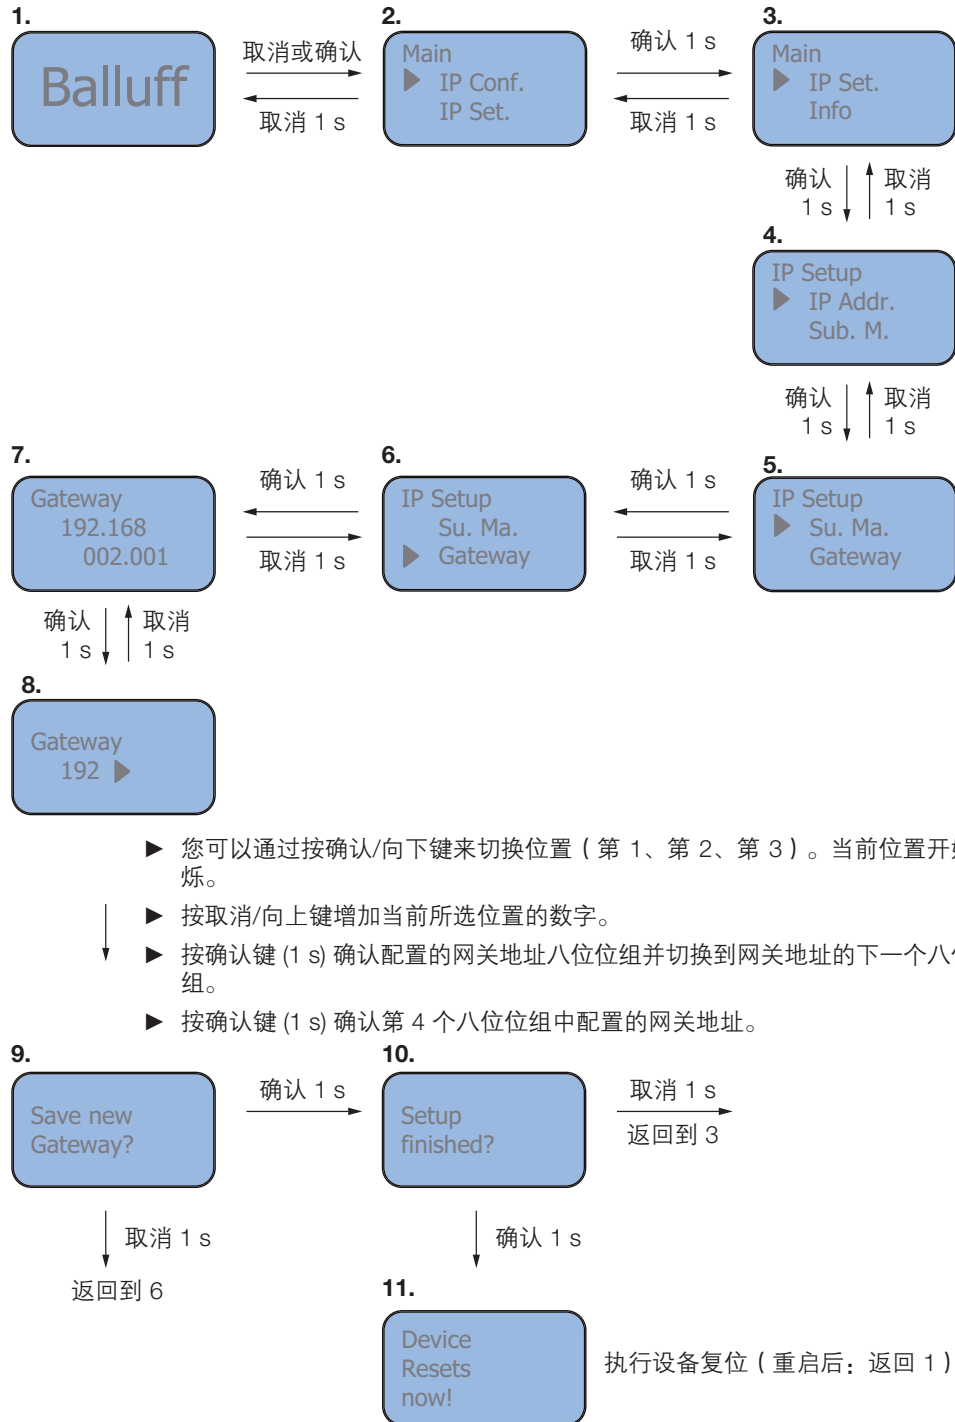 1.
Balluff
取消或确认
取消 1 s
2.
Main
IP Conf.
IP Set.
确认 1 s
取消 1 s
3.
Main
IP Set.
Info
确认
1 s
取消
1 s
4.
IP Setup
IP Addr.
Sub. M.
确认
1 s
取消
1 s
7.
Gateway
192.168
002.001
确认 1 s
取消 1 s
6.
IP Setup
Su. Ma.
Gateway
确认 1 s
取消 1 s
5.
IP Setup
Su. Ma.
Gateway
确认
1 s
取消
1 s
8.
Gateway
192
您可以通过按确认/向下键来切换位置（第 1、第 2、第 3）。当前位置开
烁。
按取消/向上键增加当前所选位置的数字。
按确认键 (1 s) 确认配置的网关地址八位位组并切换到网关地址的下一个八
组。
按确认键 (1 s) 确认第 4 个八位位组中配置的网关地址。
9.
Save new
Gateway?
确认 1 s
取消 1 s
返回到 6
10.
Setup
finished?
取消 1 s
返回到 3
确认 1 s
11.
Device
Resets
now!
执行设备复位（重启后：返回 1）